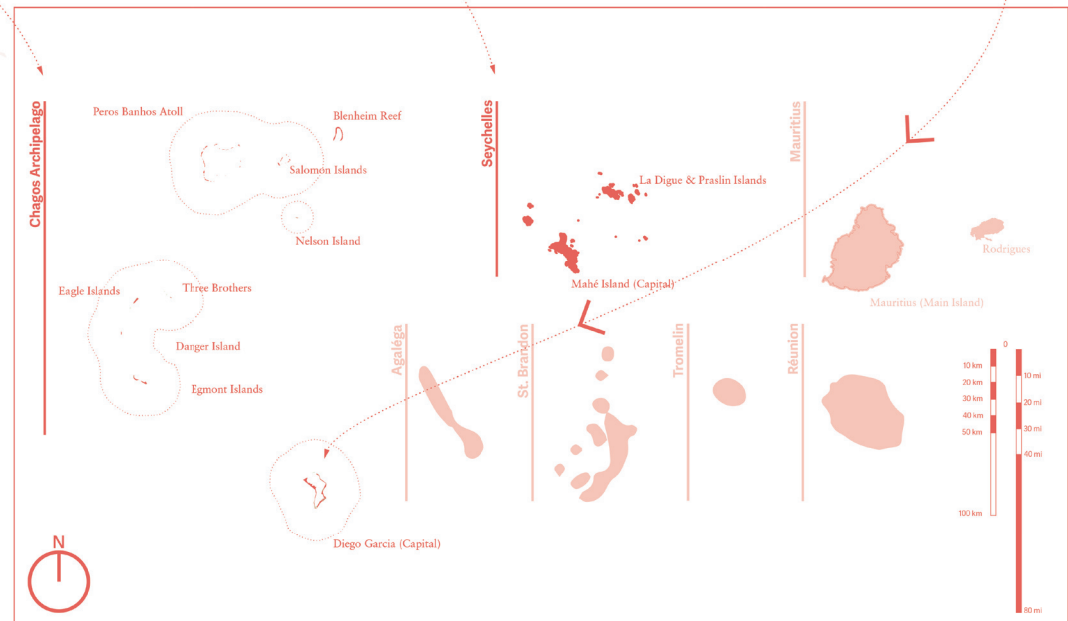 Chagos Archipelago
Peros Banhos Atoll
Blenheim Reef
Salomon Islands
Nelson Island
Eagle Islands
Three Brothers
Danger Island
Egmont Islands
Diego Garcia (Capital)
Seychelles
La Digue & Praslin Islands
Mahé Island (Capital)
Mauritius
Rodrigues
Mauritius (Main Island)
Agaléga
St. Brandon
Tromelin
Réunion
0
10 km
20 km
30 km
40 km
50 km
100 km
10 mi
20 mi
30 mi
40 mi
80 mi
N